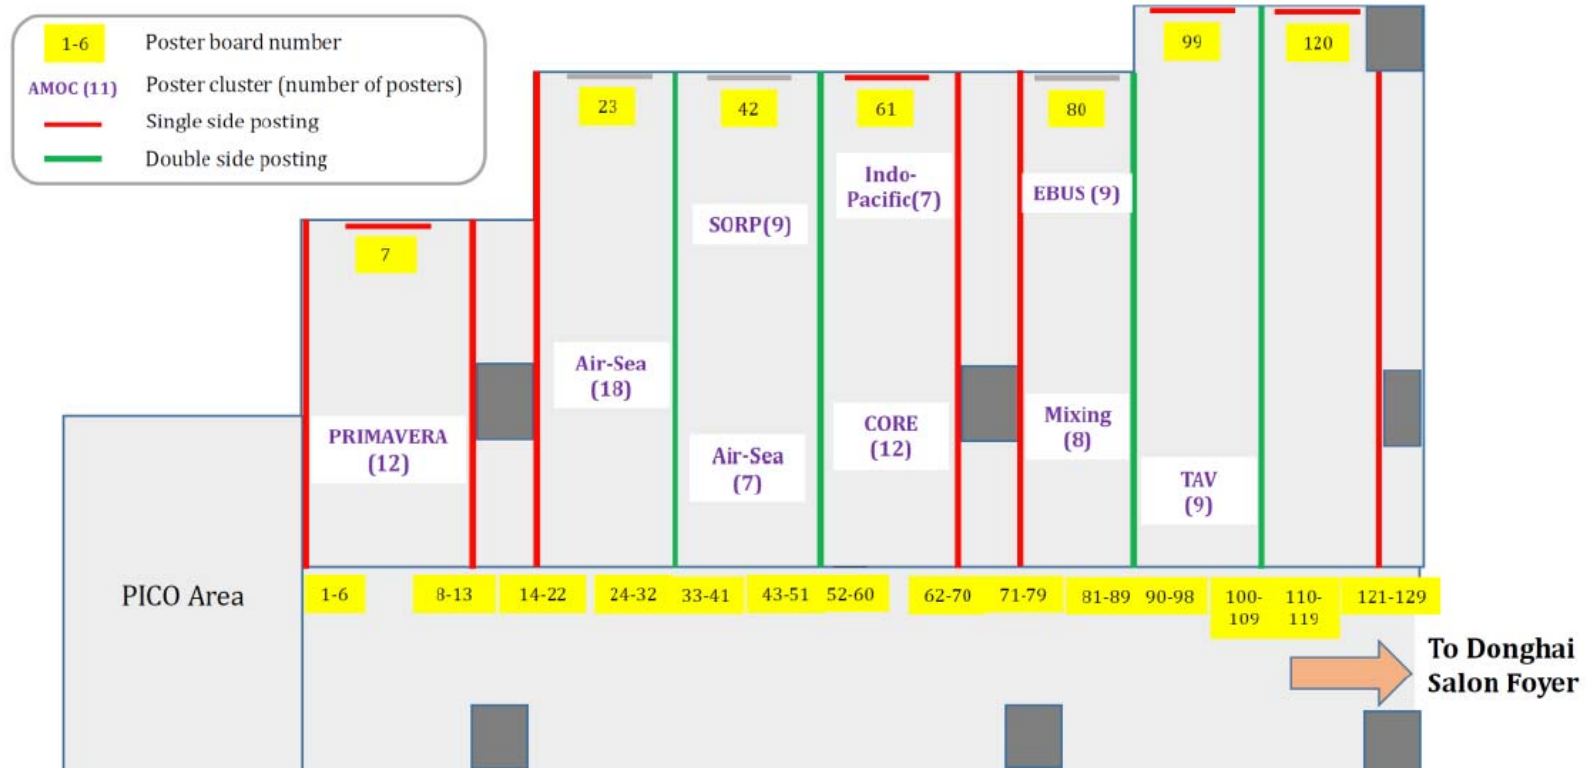 1-6 Poster board number
AMOC (11) Poster cluster (number of posters)
Single side posting
Double side posting
99
120
23
42
61
80
Indo-
Pacific(7)
EBUS (9)
SORP(9)
7
Air-Sea
(18)
PRIMAVERA
(12)
Air-Sea
(7)
CORE
(12)
Mixing
(8)
TAV
(9)
PICO Area
1-6
8-13
14-22
24-32
33-41
43-51
52-60
62-70
71-79
81-89
90-98
100-
109
110-
119
121-129
To Donghai
Salon Foyer